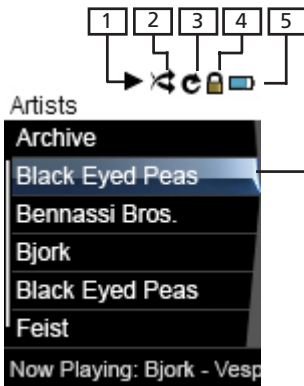 1 2 3 4 5
Artists
Archive
Black Eyed Peas
Bennassi Bros.
Bjork
Black Eyed Peas
Feist
Now Playing: Bjork - Vesp